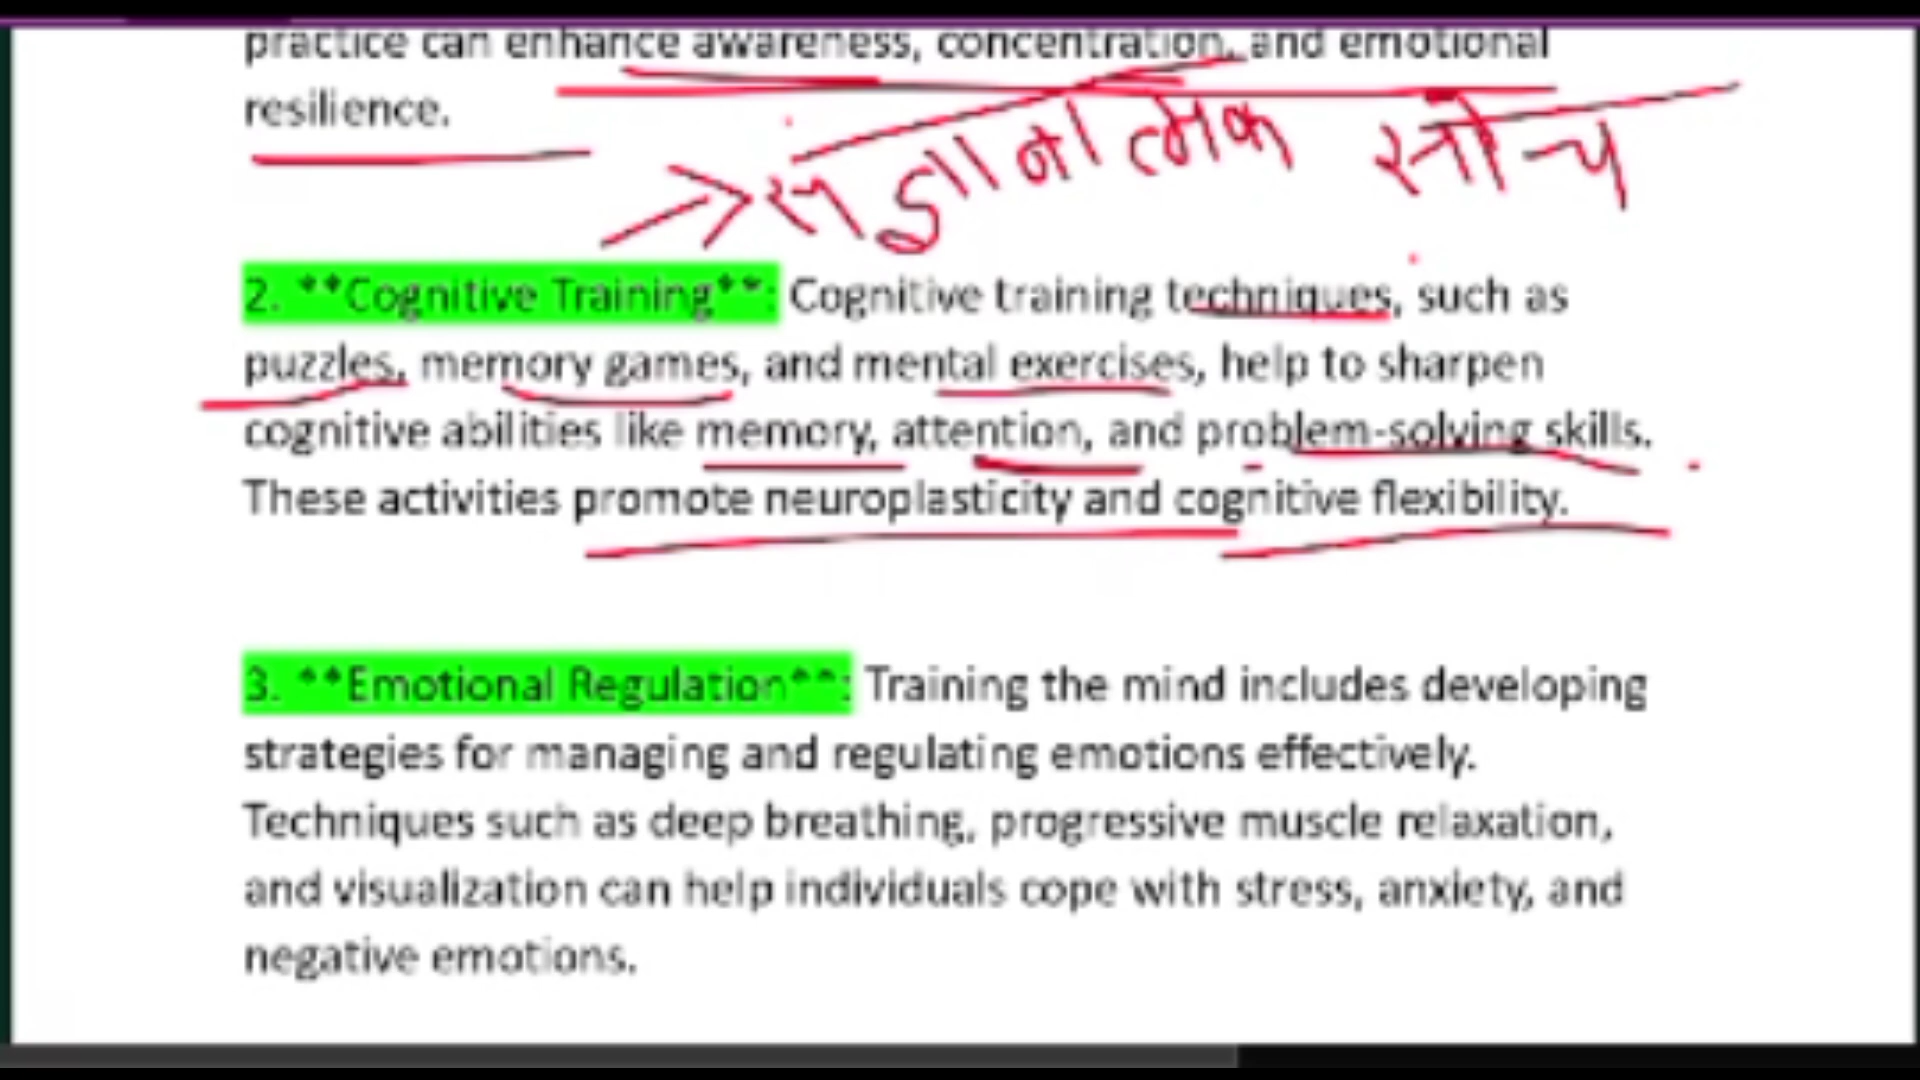 practice can enhance awareness, concentration, and emotional
resilience.
सज्ञानात्मक सोच
2. **Cognitive Training**: Cognitive training techniques, such as
puzzles, memory games, and mental exercises, help to sharpen
cognitive abilities like memory, attention, and problem-solving skills.
These activities promote neuroplasticity and cognitive flexibility.
3. **Emotional Regulation**: Training the mind includes developing
strategies for managing and regulating emotions effectively.
Techniques such as deep breathing, progressive muscle relaxation,
and visualization can help individuals cope with stress, anxiety, and
negative emotions.